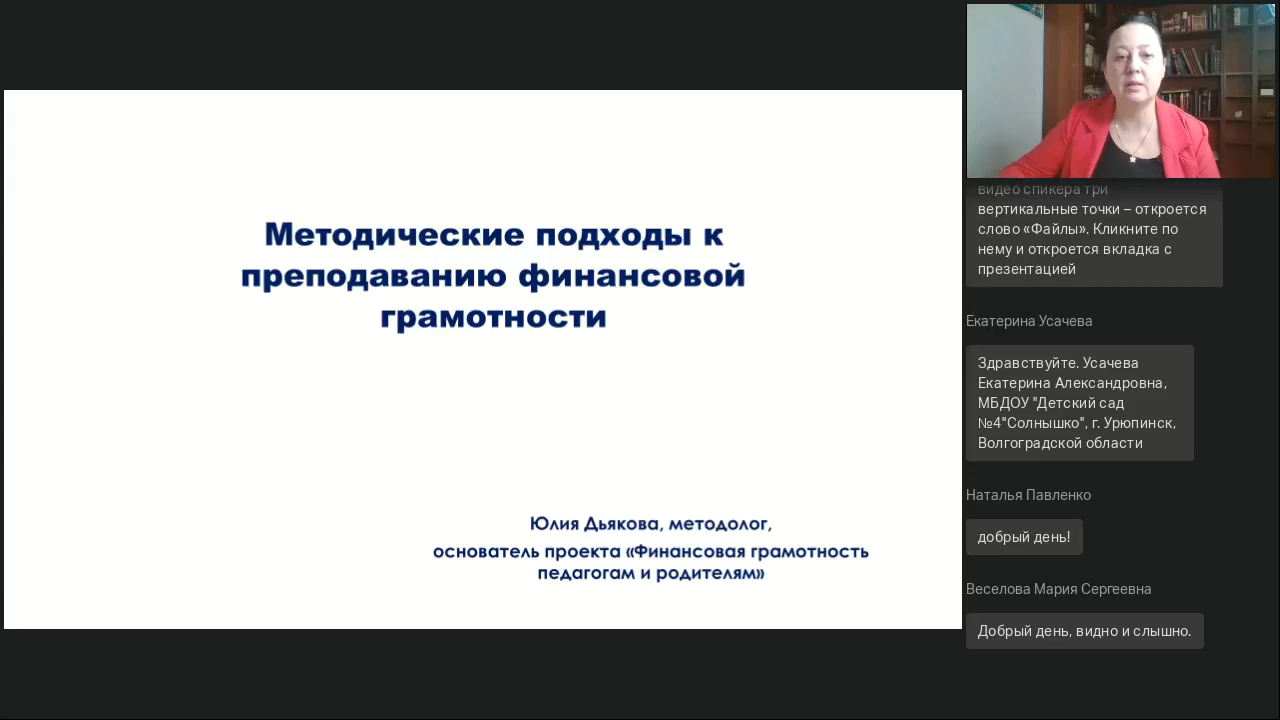 Методические подходы к
преподаванию финансовой
грамотности
Юлия Дьякова, методолог,
основатель проекта «Финансовая грамотность
педагогам и родителям»
видео спикера три
вертикальные точки – откроется
слово «Файлы». Кликните по
нему и откроется вкладка с
презентацией
Екатерина Усачева
Здравствуйте. Усачева
Екатерина Александровна,
МБДОУ "Детский сад
№4"Солнышко", г. Урюпинск,
Волгоградской области
Наталья Павленко
добрый день!
Веселова Мария Сергеевна
Добрый день, видно и слышно.